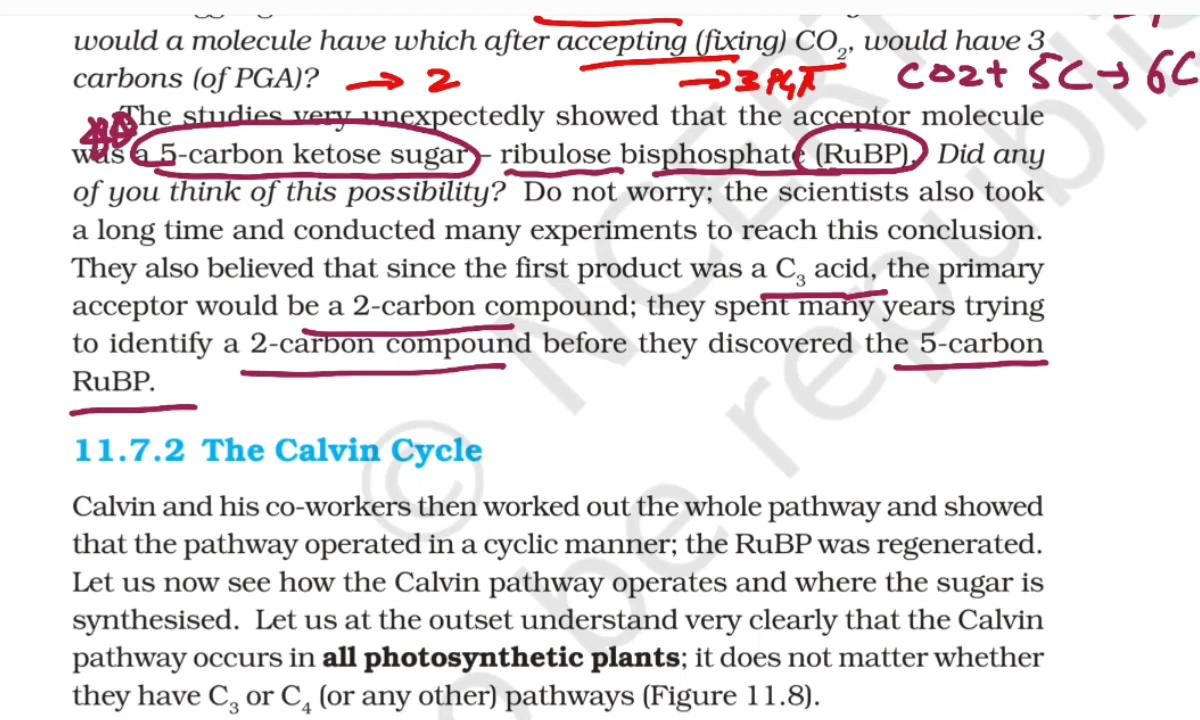 would a molecule have which after accepting (fixing) CO₂, would have 3
carbons (of PGA)? → 2 → 3 PGA CO2+ 5C → 6C
The studies very unexpectedly showed that the acceptor molecule
was a 5-carbon ketose sugar – ribulose bisphosphate (RuBP). Did any
of you think of this possibility? Do not worry; the scientists also took
a long time and conducted many experiments to reach this conclusion.
They also believed that since the first product was a C₃ acid, the primary
acceptor would be a 2-carbon compound; they spent many years trying
to identify a 2-carbon compound before they discovered the 5-carbon
RuBP.
11.7.2 The Calvin Cycle
Calvin and his co-workers then worked out the whole pathway and showed
that the pathway operated in a cyclic manner; the RuBP was regenerated.
Let us now see how the Calvin pathway operates and where the sugar is
synthesised. Let us at the outset understand very clearly that the Calvin
pathway occurs in all photosynthetic plants; it does not matter whether
they have C₃ or C₄ (or any other) pathways (Figure 11.8).
© NCERT
be republis